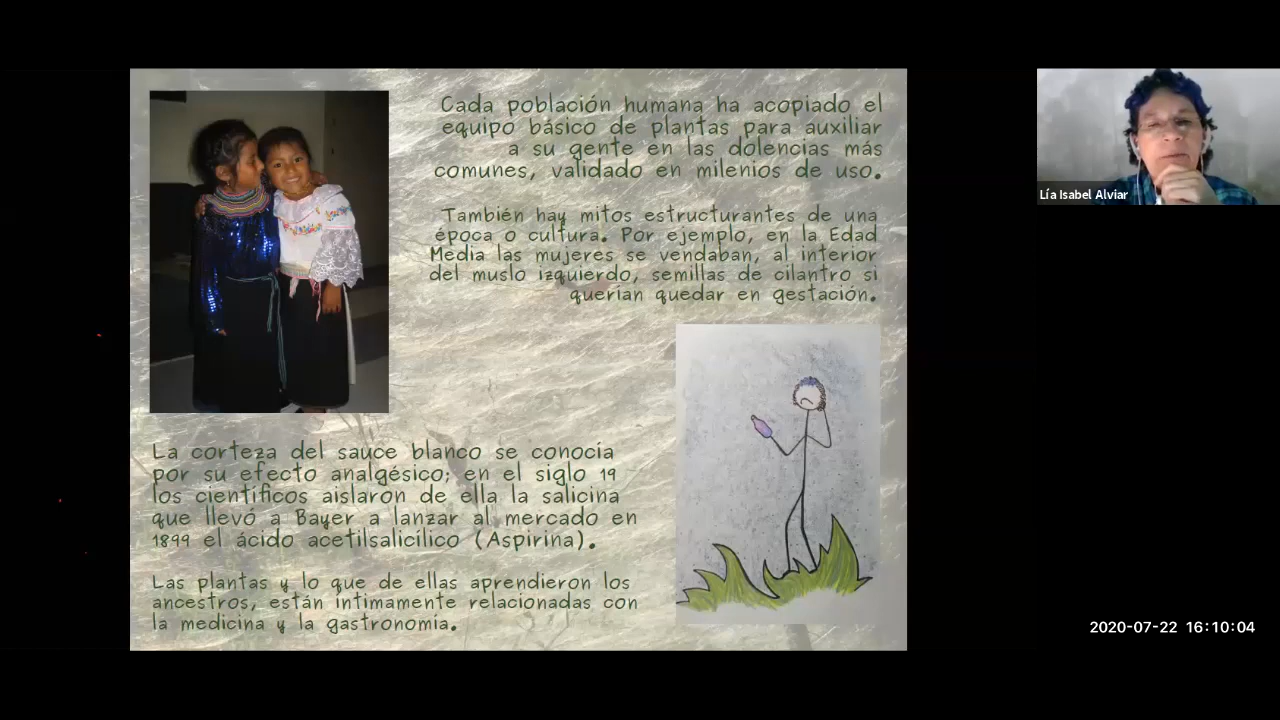 Cada población humana ha acopiado el
equipo básico de plantas para auxiliar
a su gente en las dolencias más
comunes, validado en milenios de uso.
También hay mitos estructurantes de una
época o cultura. Por ejemplo, en la Edad
Media las mujeres se vendaban, al interior
del muslo izquierdo, semillas de cilantro si
querían quedar en gestación.
La corteza del sauce blanco se conocía
por su efecto analgésico; en el siglo 19
los científicos aislaron de ella la salicina
que llevó a Bayer a lanzar al mercado en
1899 el ácido acetilsalicílico (Aspirina).
Las plantas y lo que de ellas aprendieron los
ancestros, están íntimamente relacionadas con
la medicina y la gastronomía.
Lía Isabel Alviar
2020-07-22 16:10:04